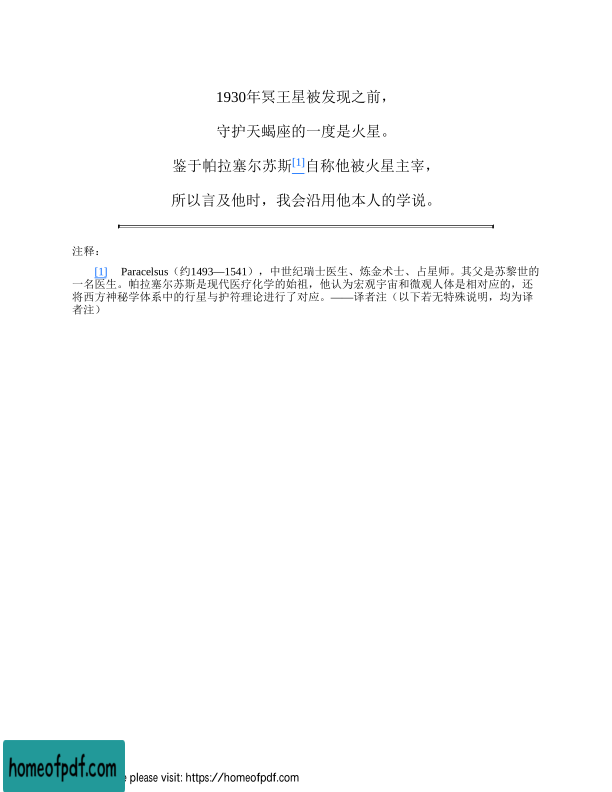 1930年冥王星被发现之前，
守护天蝎座的一度是火星。
鉴于帕拉塞尔苏斯[1]自称他被火星主宰，
所以言及他时，我会沿用他本人的学说。
注释：
[1] Paracelsus（约1493—1541），中世纪瑞士医生、炼金术士、占星师。其父是苏黎世的
一名医生。帕拉塞尔苏斯是现代医疗化学的始祖，他认为宏观宇宙和微观人体是相对应的，还
将西方神秘学体系中的行星与护符理论进行了对应。——译者注（以下若无特殊说明，均为译
者注）
homeofpdf.com
e please visit: https://homeofpdf.com